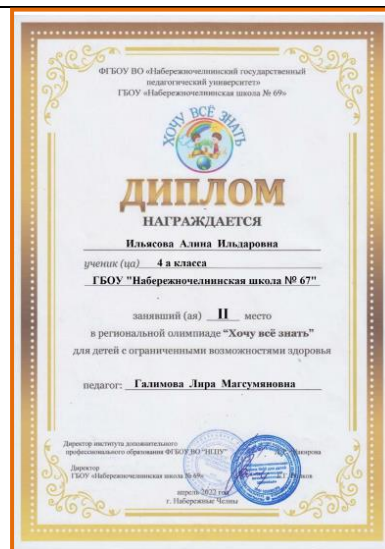 ФГБОУ ВО «Набережночелнинский государственный
педагогический университет»
ГБОУ «Набережночелнинская школа № 69»
ХОЧУ ВСЁ ЗНАТЬ
ДИПЛОМ
НАГРАЖДАЕТСЯ
Ильясова Алина Ильдаровна
ученик (ца) 4 а класса
ГБОУ "Набережночелнинская школа № 67"
занявший (ая) II место
в региональной олимпиаде “Хочу всё знать”
для детей с ограниченными возможностями здоровья
педагог: Галимова Лира Магсумяновна
Директор института дополнительного
профессионального образования ФГБОУ ВО "НГПУ"
Директор
ГБОУ «Набережночелнинская школа № 69»
апрель 2022 год
г. Набережные Челны